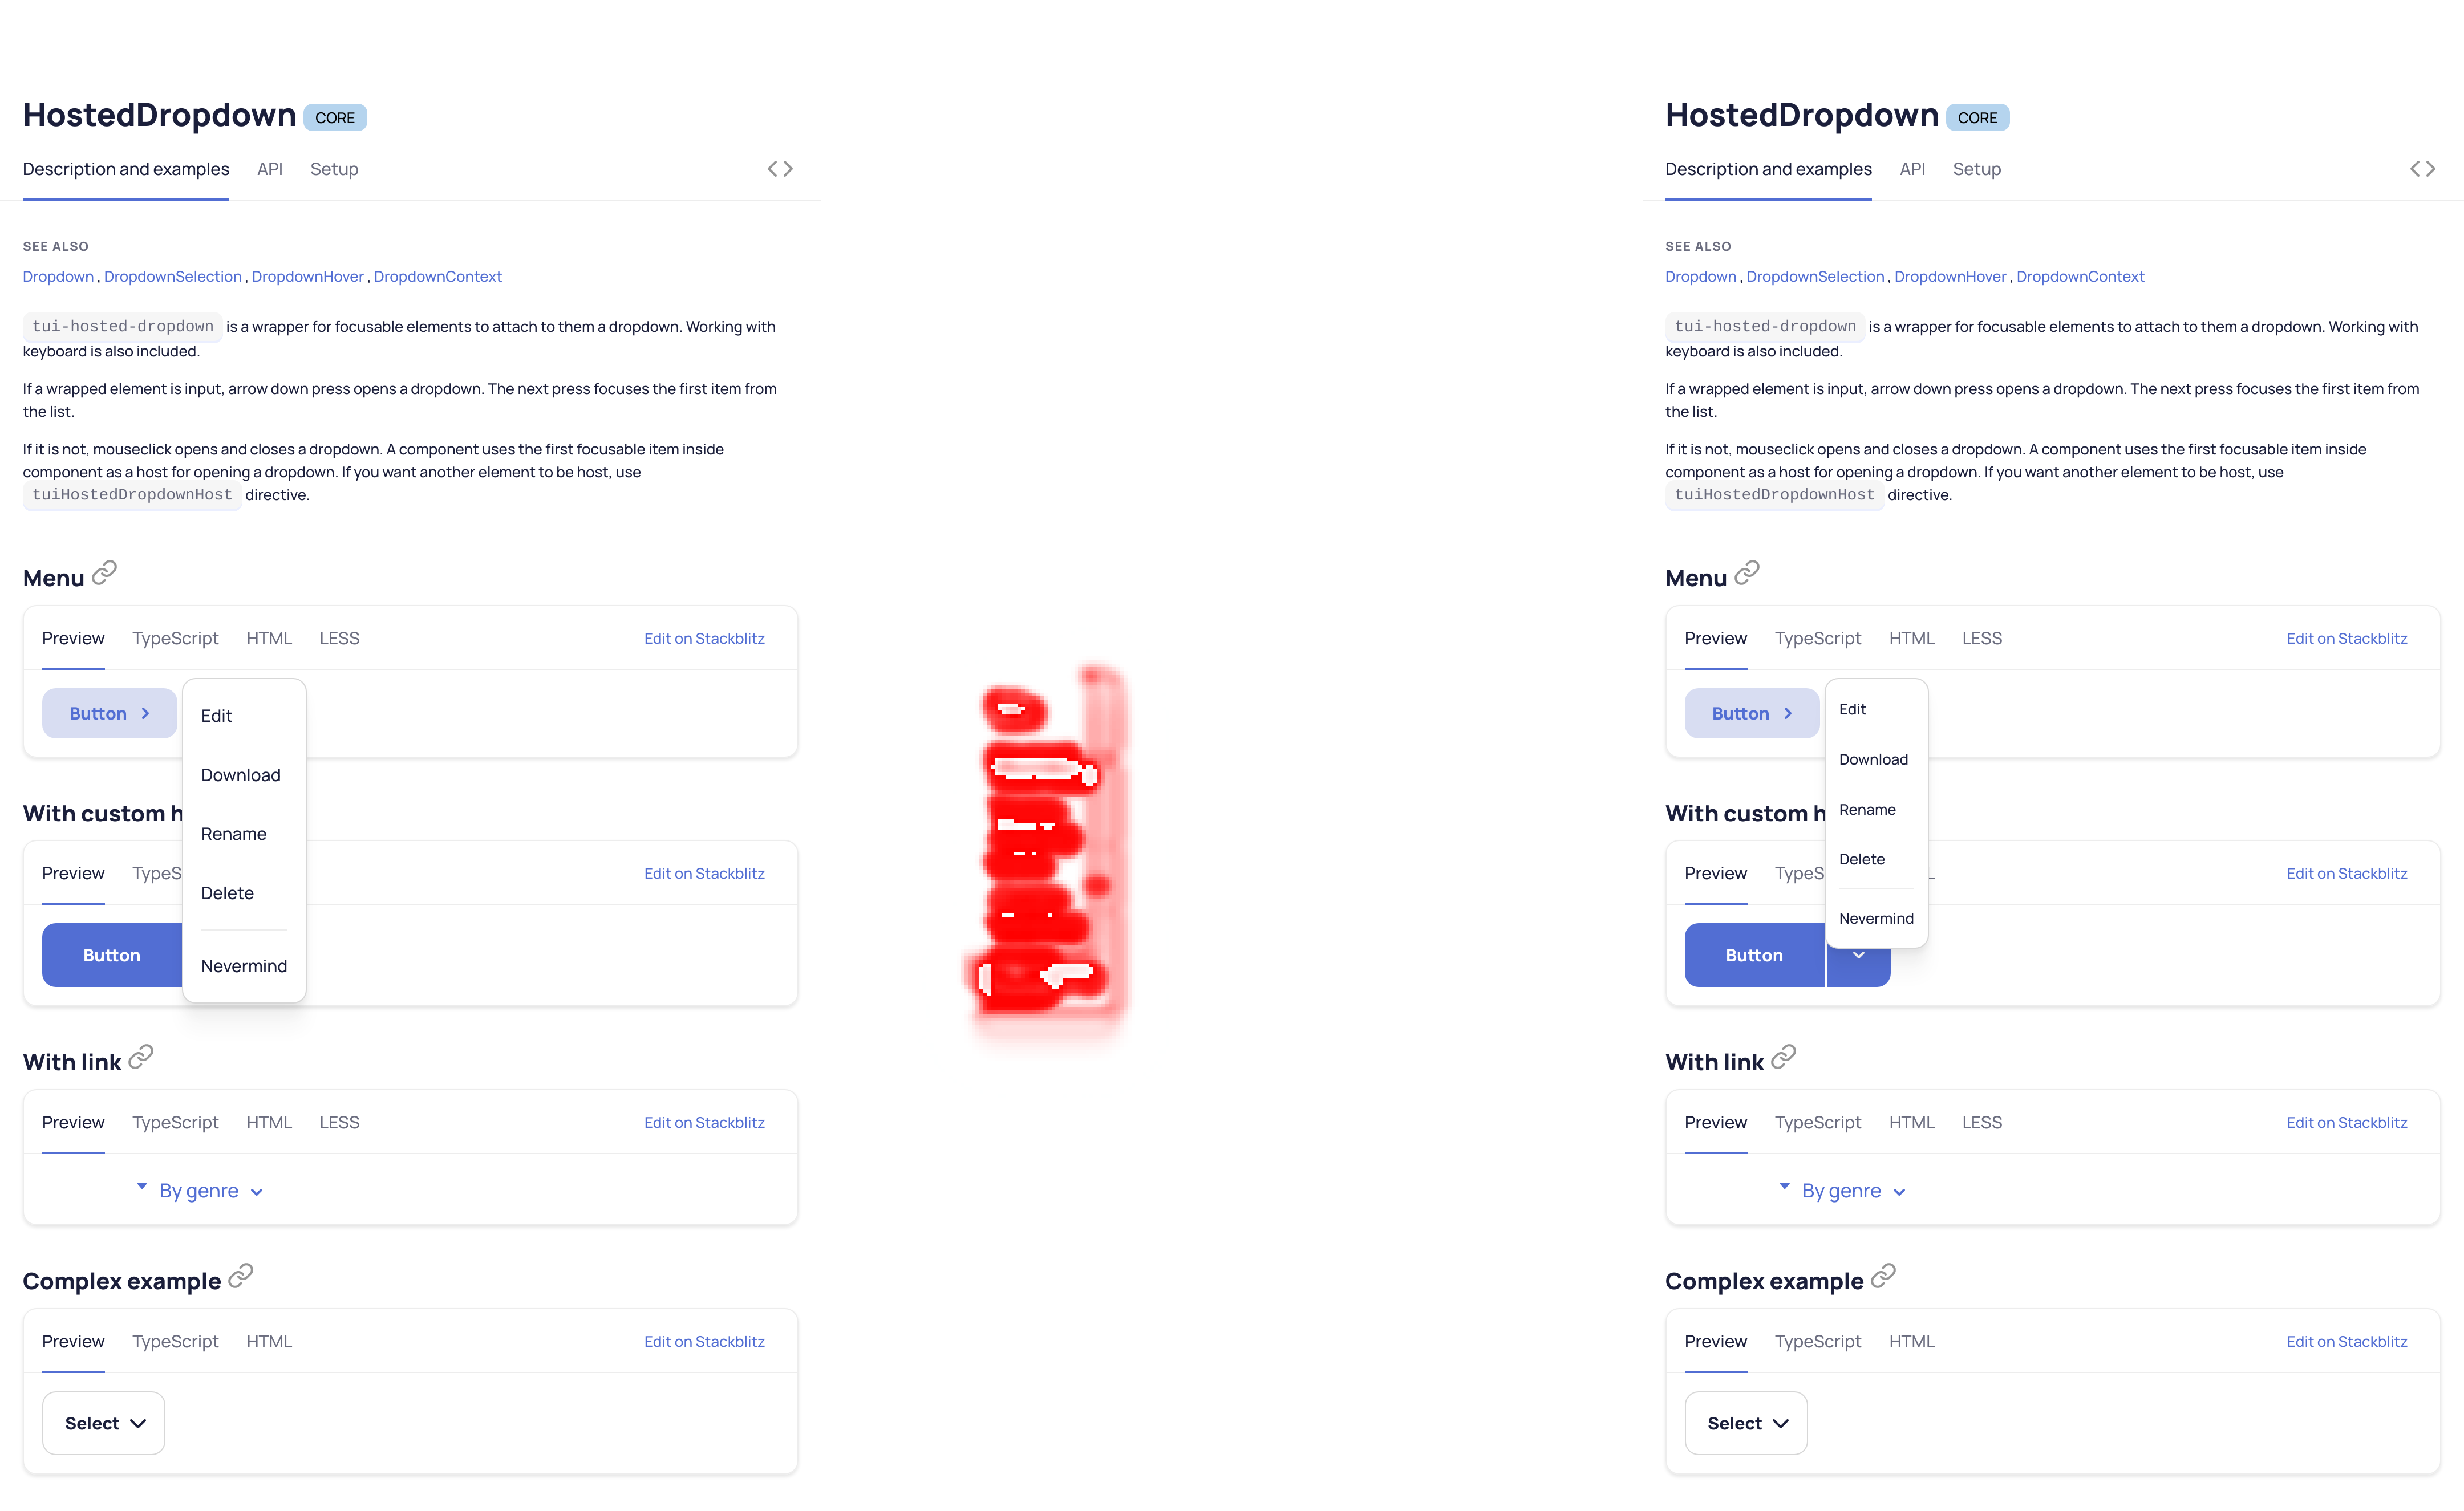 HostedDropdown CORE
Description and examples API Setup
SEE ALSO
Dropdown , DropdownSelection , DropdownHover , DropdownContext
tui-hosted-dropdown is a wrapper for focusable elements to attach to them a dropdown. Working with
keyboard is also included.
If a wrapped element is input, arrow down press opens a dropdown. The next press focuses the first item from
the list.
If it is not, mouseclick opens and closes a dropdown. A component uses the first focusable item inside
component as a host for opening a dropdown. If you want another element to be host, use
tuiHostedDropdownHost directive.
Menu
Preview TypeScript HTML LESS Edit on Stackblitz
Button
Edit
Download
Rename
Delete
Nevermind
With custom h
Preview TypeS Edit on Stackblitz
Button
With link
Preview TypeScript HTML LESS Edit on Stackblitz
By genre
Complex example
Preview TypeScript HTML Edit on Stackblitz
Select
HostedDropdown CORE
Description and examples API Setup
SEE ALSO
Dropdown , DropdownSelection , DropdownHover , DropdownContext
tui-hosted-dropdown is a wrapper for focusable elements to attach to them a dropdown. Working with
keyboard is also included.
If a wrapped element is input, arrow down press opens a dropdown. The next press focuses the first item from
the list.
If it is not, mouseclick opens and closes a dropdown. A component uses the first focusable item inside
component as a host for opening a dropdown. If you want another element to be host, use
tuiHostedDropdownHost directive.
Menu
Preview TypeScript HTML LESS Edit on Stackblitz
Button
Edit
Download
Rename
Delete
Nevermind
With custom h
Preview TypeS Edit on Stackblitz
Button
With link
Preview TypeScript HTML LESS Edit on Stackblitz
By genre
Complex example
Preview TypeScript HTML Edit on Stackblitz
Select